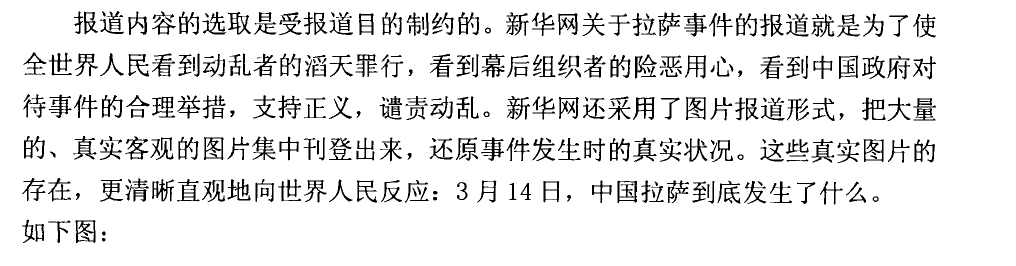 报道内容的选取是受报道目的制约的。新华网关于拉萨事件的报道就是为了使
全世界人民看到动乱者的滔天罪行，看到幕后组织者的险恶用心，看到中国政府对
待事件的合理举措，支持正义，谴责动乱。新华网还采用了图片报道形式，把大量
的、真实客观的图片集中刊登出来，还原事件发生时的真实状况。这些真实图片的
存在，更清晰直观地向世界人民反应：3 月 14 日，中国拉萨到底发生了什么。
如下图：